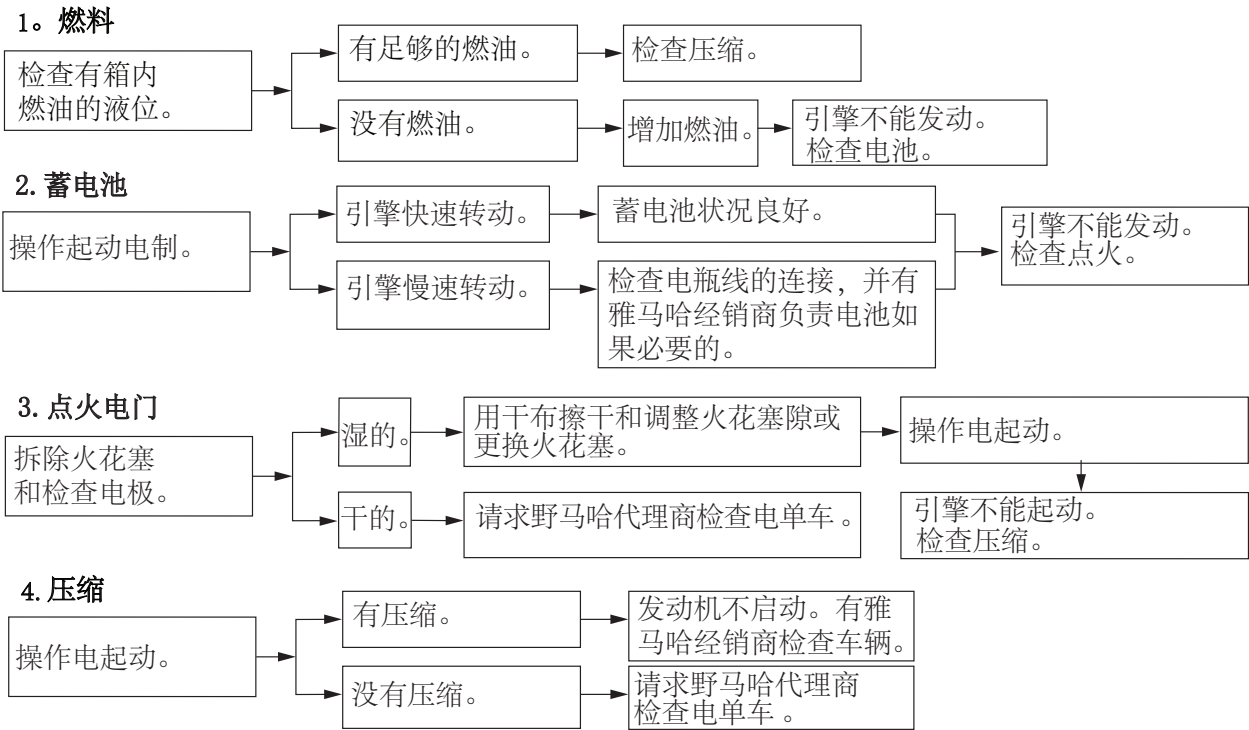 1。燃料
检查有箱内
燃油的液位。
有足够的燃油。
检查压缩。
没有燃油。
增加燃油。
引擎不能发动。
检查电池。
2.蓄电池
操作起动电制。
引擎快速转动。
蓄电池状况良好。
引擎慢速转动。
检查电瓶线的连接，并有
雅马哈经销商负责电池如
果必要的。
引擎不能发动。
检查点火。
3.点火电门
拆除火花塞
和检查电极。
湿的。
用干布擦干和调整火花塞隙或
更换火花塞。
操作电起动。
干的。
请求野马哈代理商检查电单车 。
引擎不能起动。
检查压缩。
4.压缩
操作电起动。
有压缩。
发动机不启动。有雅
马哈经销商检查车辆。
没有压缩。
请求野马哈代理商
检查电单车 。